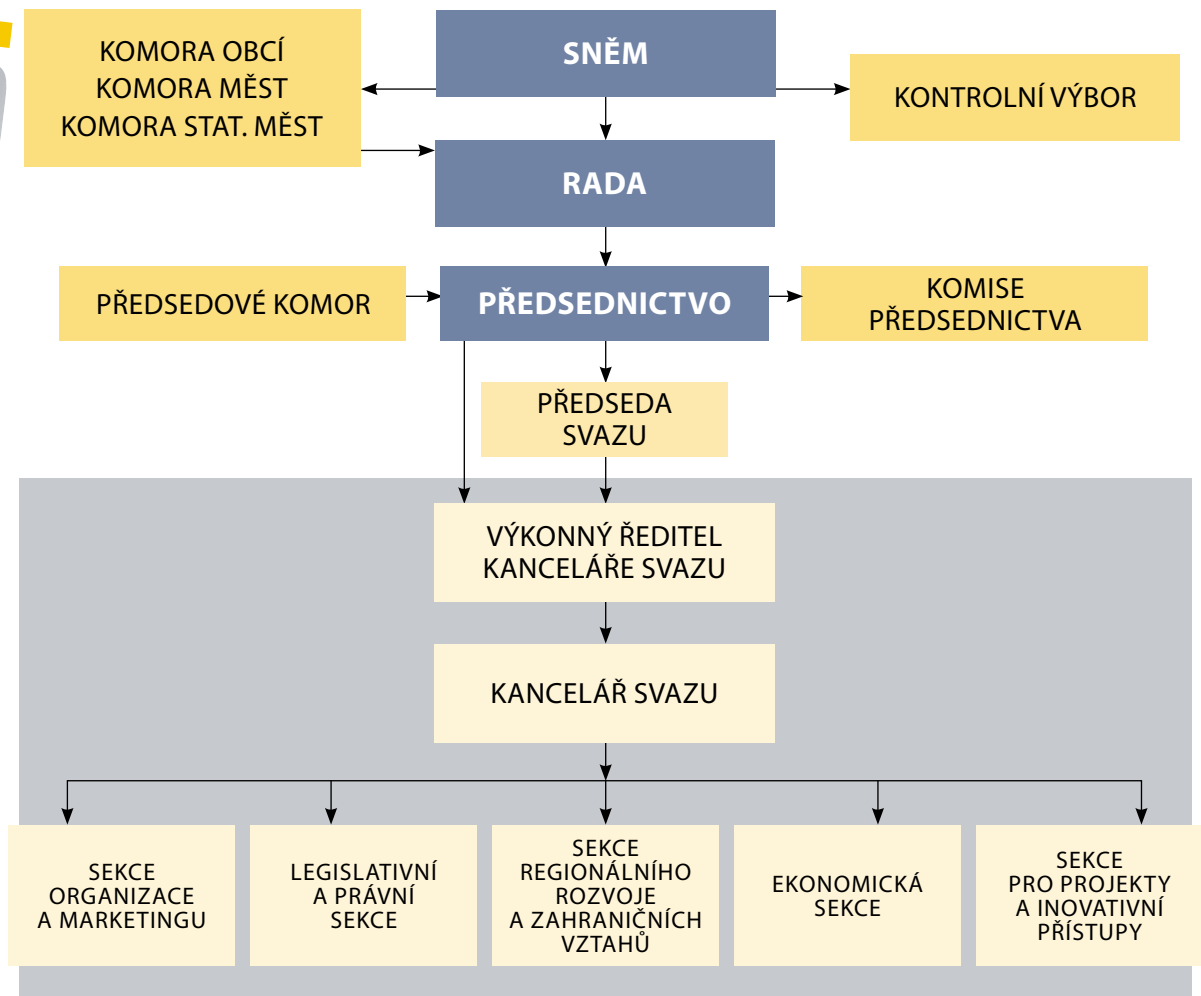 KOMORA OBCÍ
KOMORA MĚST
KOMORA STAT. MĚST
SNĚM
KONTROLNÍ VÝBOR
RADA
PŘEDSEDOVÉ KOMOR
PŘEDSEDNICTVO
KOMISE
PŘEDSEDNICTVA
PŘEDSEDA
SVAZU
VÝKONNÝ ŘEDITEL
KANCELÁŘE SVAZU
KANCELÁŘ SVAZU
SEKCE
ORGANIZACE
A MARKETINGU
LEGISLATIVNÍ
A PRÁVNÍ
SEKCE
SEKCE
REGIONÁLNÍHO
ROZVOJE
A ZAHRANIČNÍCH
VZTAHŮ
EKONOMICKÁ
SEKCE
SEKCE
PRO PROJEKTY
A INOVATIVNÍ
PŘÍSTUPY